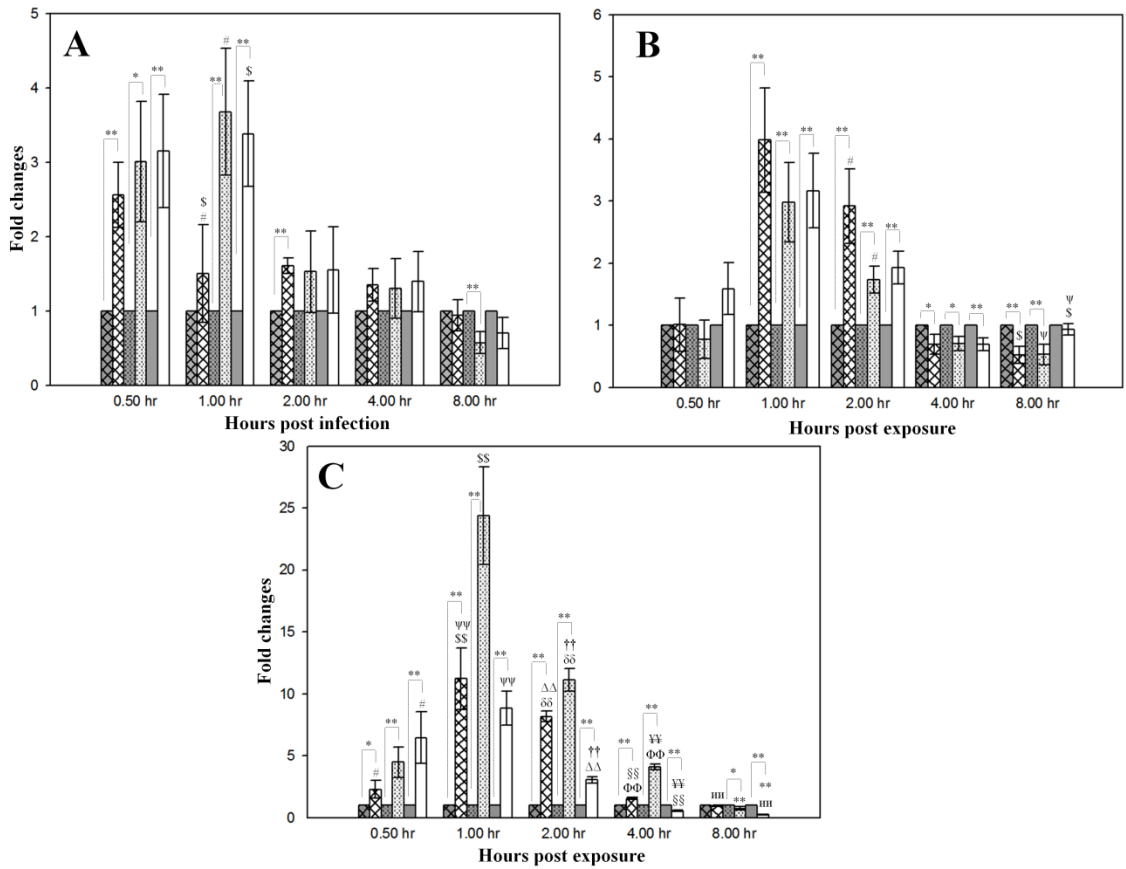 A
Fold changes
5
4
3
2
1
0
** * **
$
#
** # ** $
**
**
0.50 hr 1.00 hr 2.00 hr 4.00 hr 8.00 hr
Hours post infection
B
6
5
4
3
2
1
0
** ** **
** # ** # **
* * **
** $ ** ψ ψ
$
0.50 hr 1.00 hr 2.00 hr 4.00 hr 8.00 hr
Hours post exposure
C
Fold changes
30
25
20
15
10
5
0
* # ** ** #
** ψψ
$$
** $$
** ψψ
** ΔΔ
δδ
** ††
δδ
** ††
ΔΔ
** §§
ΦΦ
** ¥¥
ΦΦ
** ¥¥
§§
ии * ** ** ** ии
0.50 hr 1.00 hr 2.00 hr 4.00 hr 8.00 hr
Hours post exposure